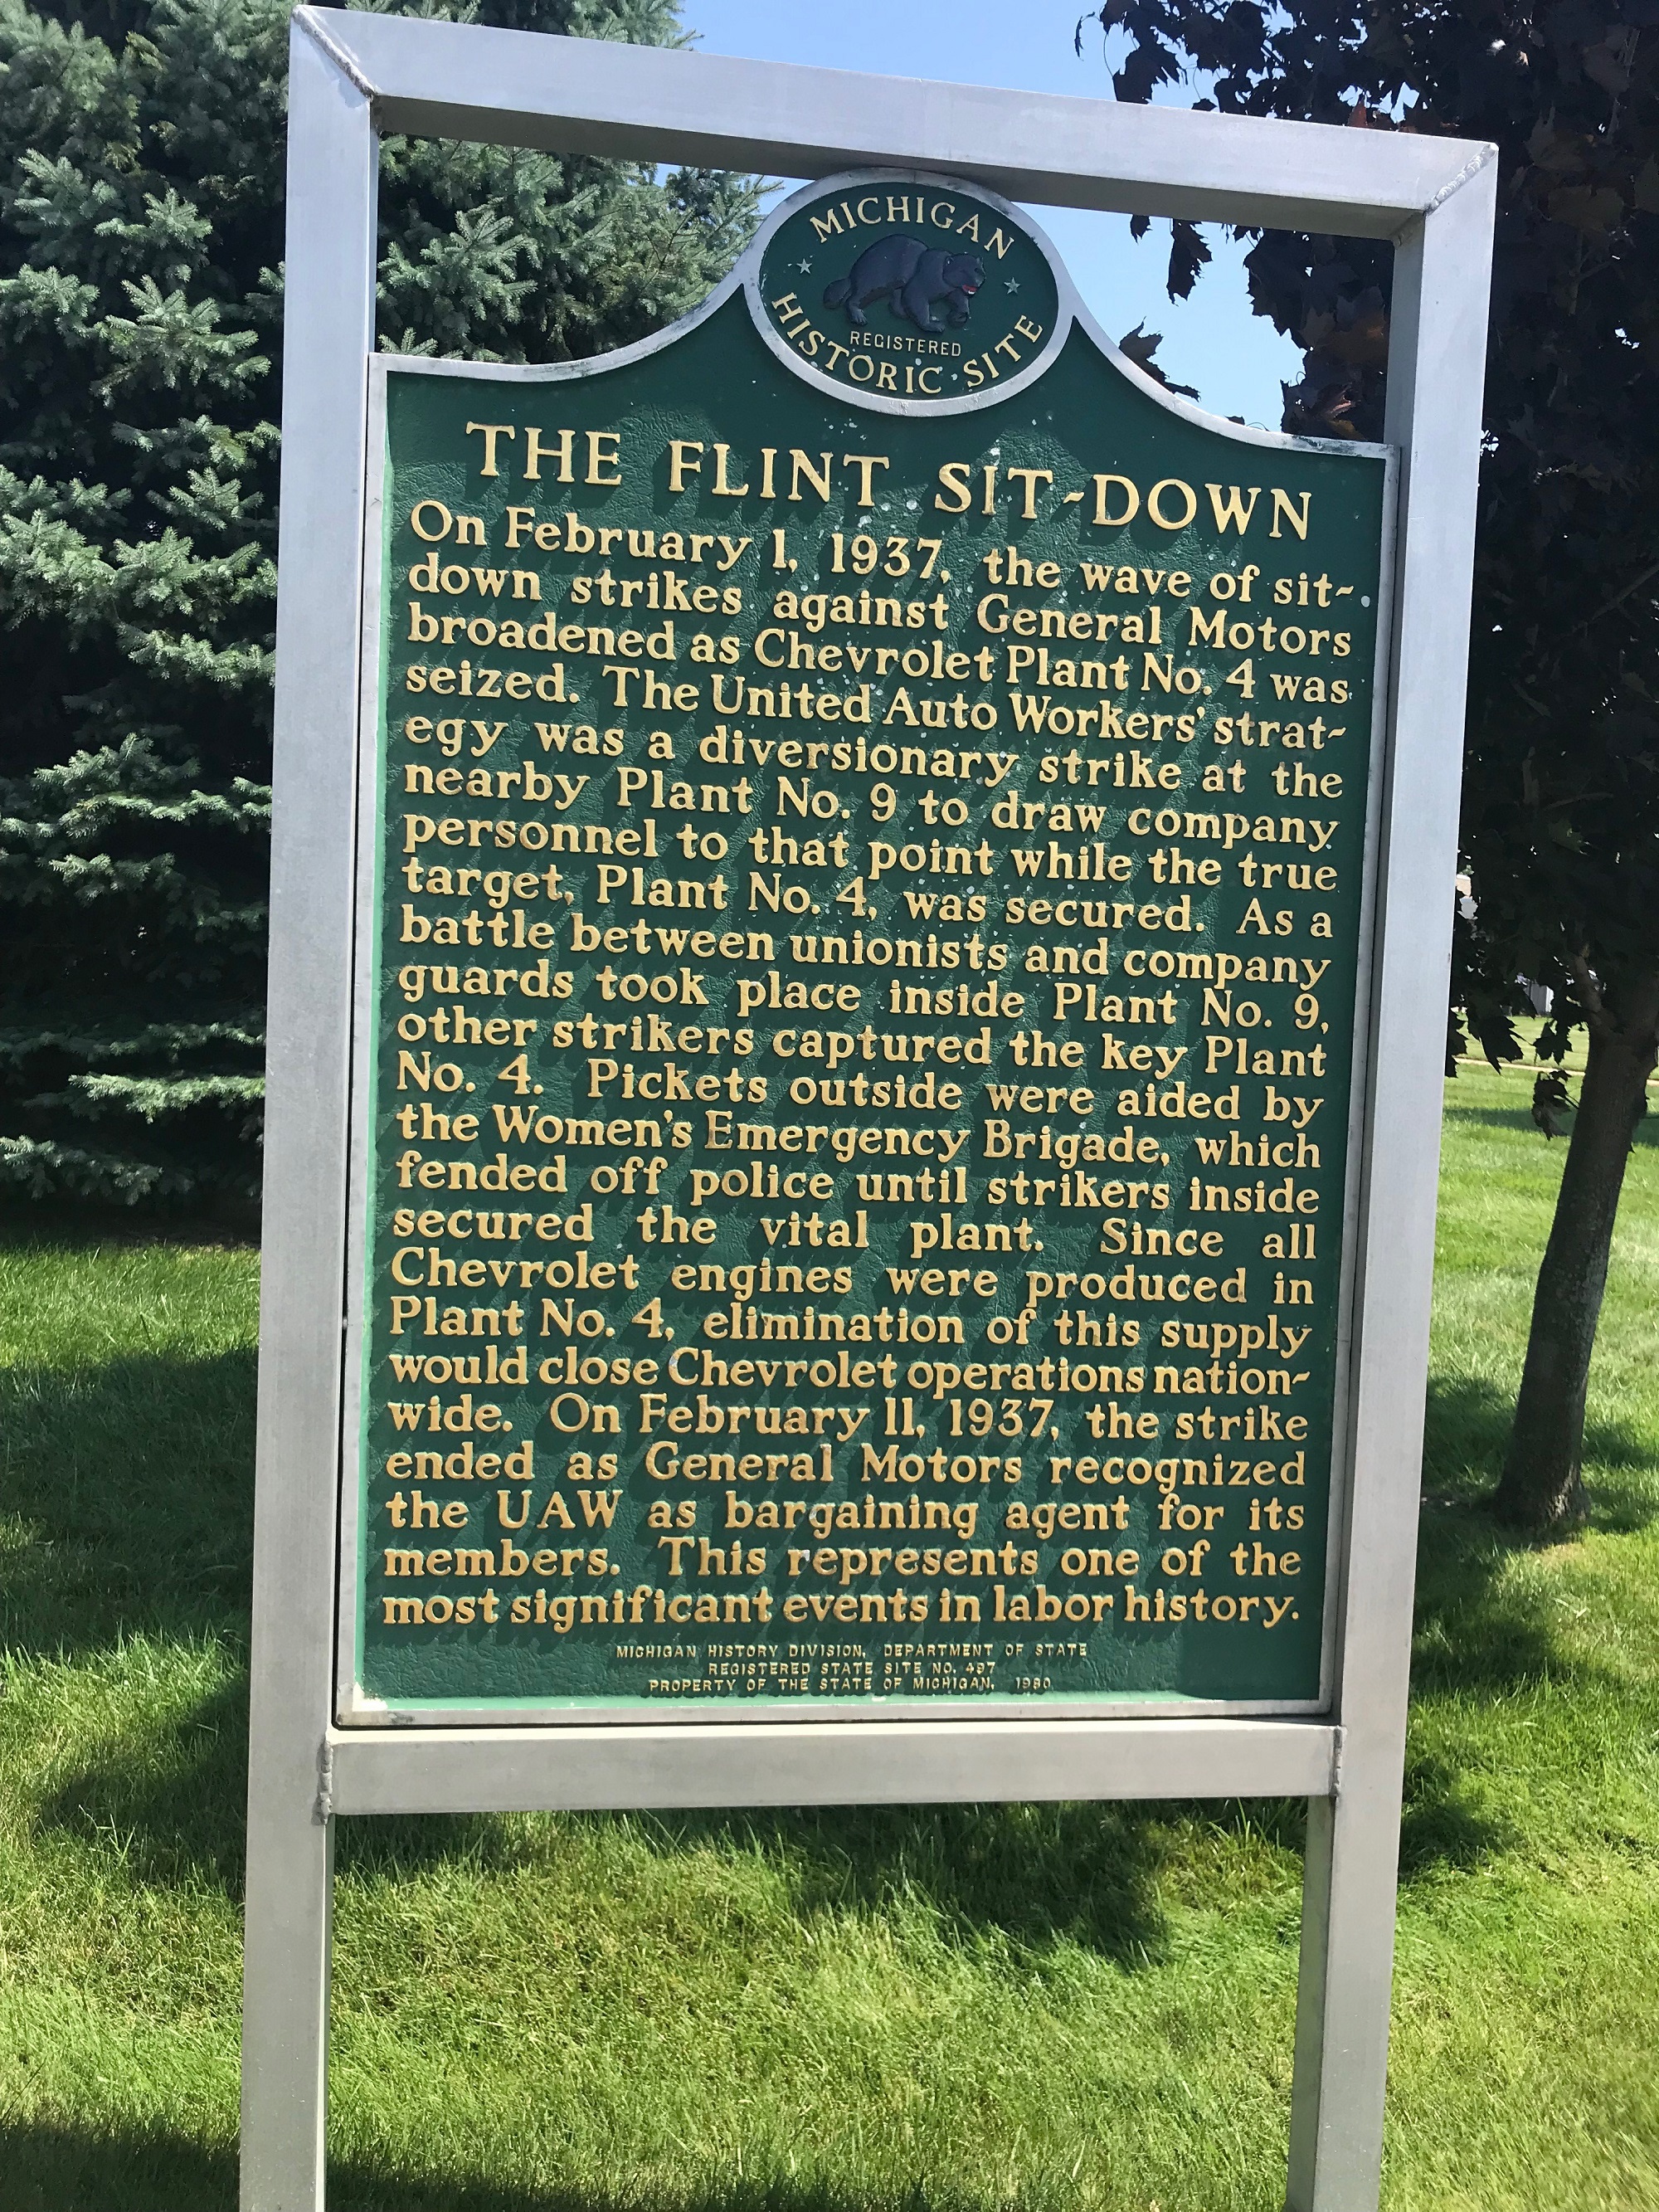 MICHIGAN
REGISTERED
HISTORIC SITE
THE FLINT SIT-DOWN
On February 1, 1937, the wave of sit-
down strikes against General Motors
broadened as Chevrolet Plant No. 4 was
seized. The United Auto Workers' strat-
egy was a diversionary strike at the
nearby Plant No. 9 to draw company
personnel to that point while the true
target, Plant No. 4, was secured. As a
battle between unionists and company
guards took place inside Plant No. 9,
other strikers captured the key Plant
No. 4. Pickets outside were aided by
the Women's Emergency Brigade, which
fended off police until strikers inside
secured the vital plant. Since all
Chevrolet engines were produced in
Plant No. 4, elimination of this supply
would close Chevrolet operations nation-
wide. On February 11, 1937, the strike
ended as General Motors recognized
the UAW as bargaining agent for its
members. This represents one of the
most significant events in labor history.
MICHIGAN HISTORY DIVISION, DEPARTMENT OF STATE
REGISTERED STATE SITE NO. 497
PROPERTY OF THE STATE OF MICHIGAN, 1980